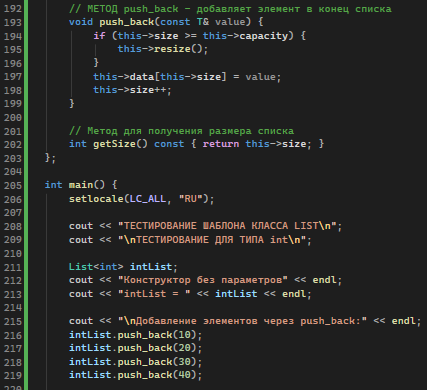 192 // МЕТОД push_back - добавляет элемент в конец списка
193 void push_back(const T& value) {
194 if (this->size >= this->capacity) {
195 this->resize();
196 }
197 this->data[this->size] = value;
198 this->size++;
199 }
200
201 // Метод для получения размера списка
202 int getSize() const { return this->size; }
203 };
204
205 int main() {
206 setlocale(LC_ALL, "RU");
207
208 cout << "ТЕСТИРОВАНИЕ ШАБЛОНА КЛАССА LIST\n";
209 cout << "\nТЕСТИРОВАНИЕ ДЛЯ ТИПА int\n";
210
211 List<int> intList;
212 cout << "Конструктор без параметров" << endl;
213 cout << "intList = " << intList << endl;
214
215 cout << "\nДобавление элементов через push_back:" << endl;
216 intList.push_back(10);
217 intList.push_back(20);
218 intList.push_back(30);
219 intList.push_back(40);